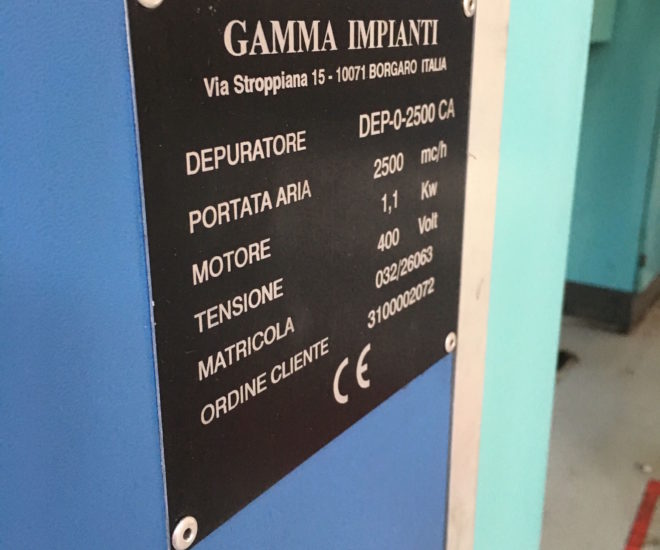 GAMMA IMPIANTI
Via Stroppiana 15 - 10071 BORGARO ITALIA
DEPURATORE DEP-0-2500 CA
PORTATA ARIA 2500 mc/h
MOTORE 1,1 Kw
TENSIONE 400 Volt
MATRICOLA 032/26063
ORDINE CLIENTE 3100002072
CE